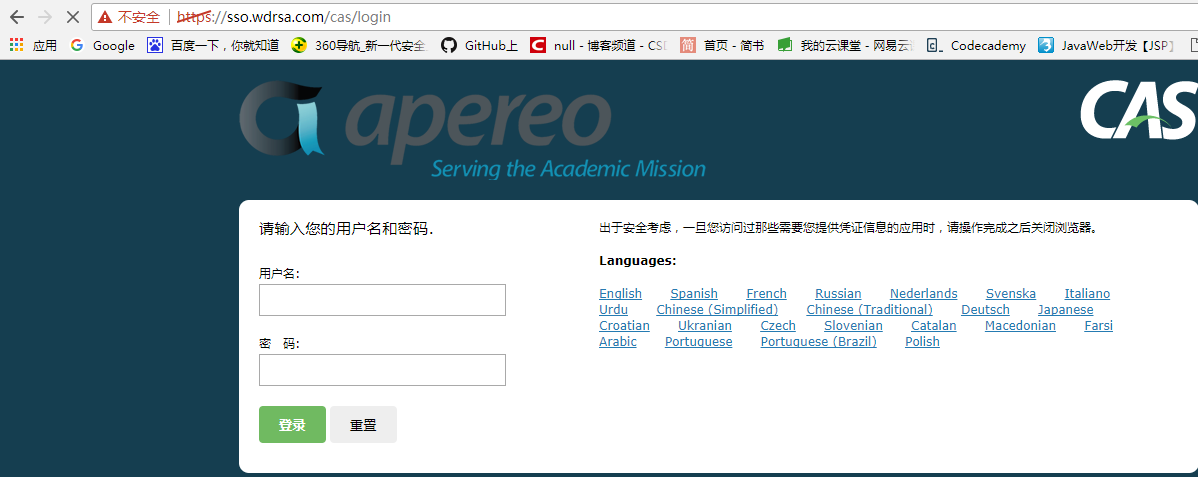 不安全 https://sso.wdrsa.com/cas/login
应用 Google 百度一下，你就知道 360导航_新一代安全 GitHub上 null - 博客频道 - CSD 首页 - 简书 我的云课堂 - 网易云 Codecademy JavaWeb开发【JSP】
apereo
Serving the Academic Mission
CAS
请输入您的用户名和密码.
用户名:
密 码:
登录 重置
出于安全考虑，一旦您访问过那些需要您提供凭证信息的应用时，请操作完成之后关闭浏览器。
Languages:
English Spanish French Russian Nederlands Svenska Italiano
Urdu Chinese (Simplified) Chinese (Traditional) Deutsch Japanese
Croatian Ukranian Czech Slovenian Catalan Macedonian Farsi
Arabic Portuguese Portuguese (Brazil) Polish